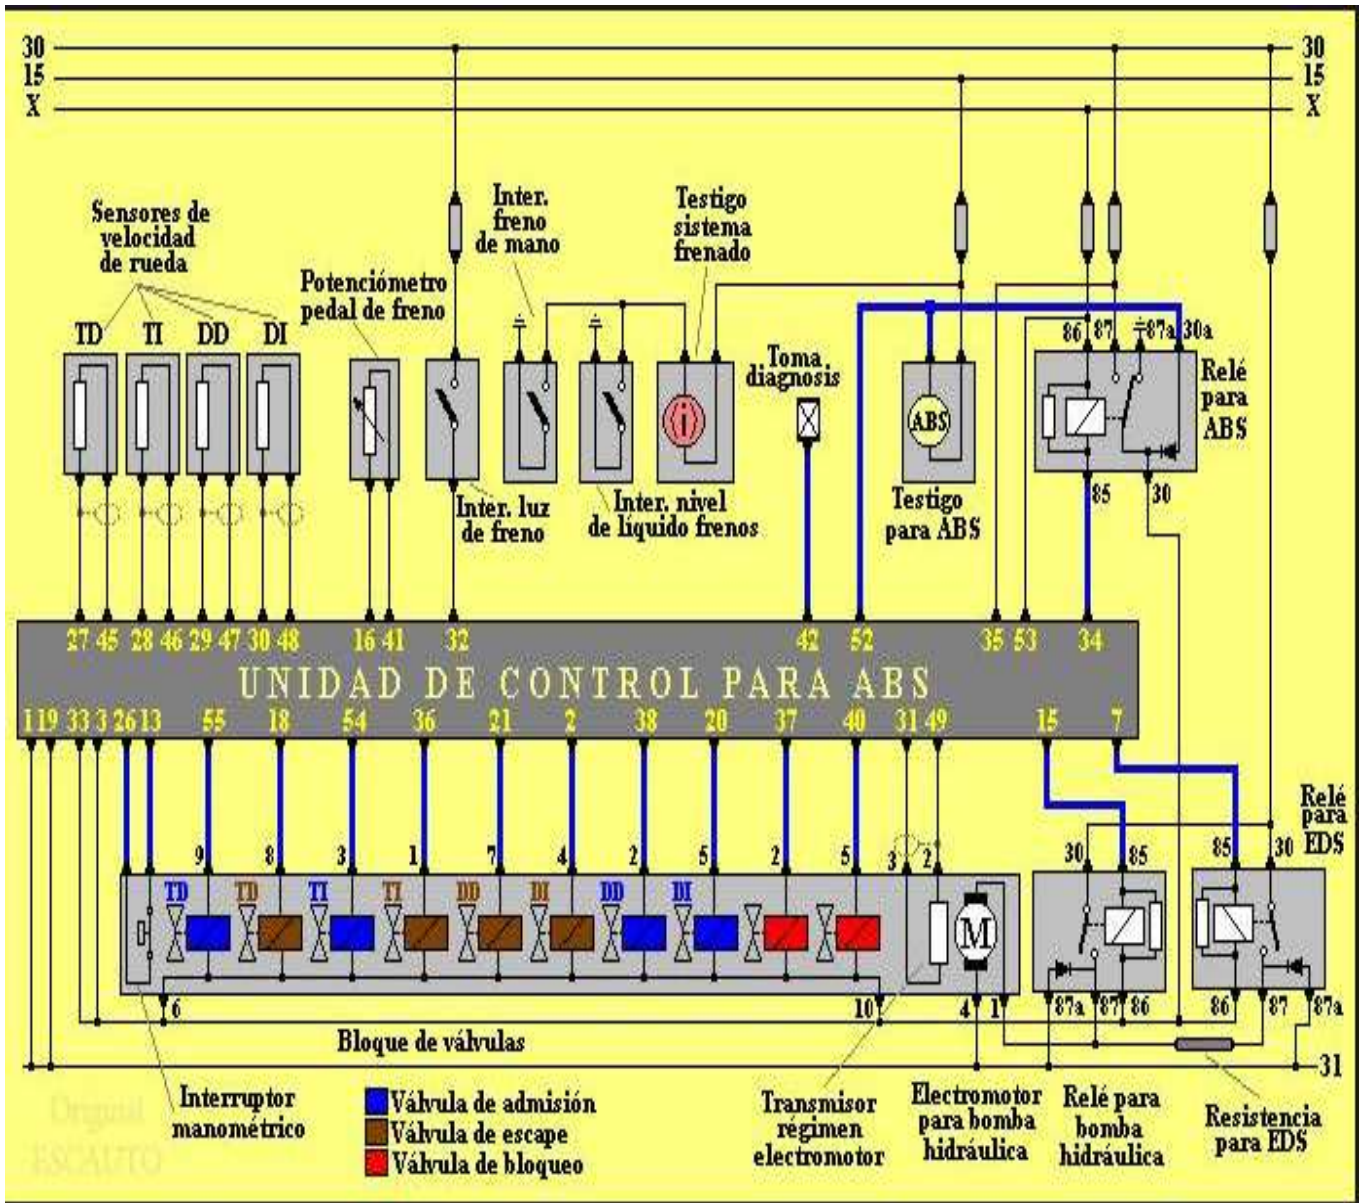 30 30
15 15
X X
Sensores de
velocidad
de rueda
TD TI DD DI
Potenciómetro
pedal de freno
Inter.
freno
de mano
Testigo
sistema
frenado
i
Toma
diagnosis
ABS
Testigo
para ABS
86 87 87a 30a
Relé
para
ABS
85 30
Inter. luz
de freno
Inter. nivel
de líquido frenos
27 45 28 46 29 47 30 48 16 41 32 42 52 35 53 34
UNIDAD DE CONTROL PARA ABS
1 19 33 3 26 13 55 18 54 36 21 2 38 20 37 40 31 49 15 7
9 8 3 1 7 4 2 5 2 5 3 2
TD TD TI TI DD DI DD DI
M
6 10 4 1
30 85
87a 87 86
Relé
para
EDS
85 30
86 87 87a
Bloque de válvulas
31
Interruptor
manométrico
Válvula de admisión
Válvula de escape
Válvula de bloqueo
Transmisor
régimen
electromotor
Electromotor
para bomba
hidráulica
Relé para
bomba
hidráulica
Resistencia
para EDS
Original
ESCAUTO